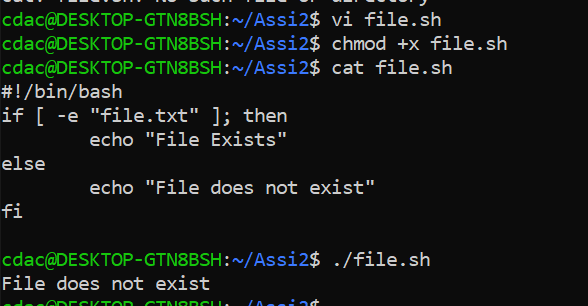 cdac@DESKTOP-GTN8BSH:~/Assi2$ vi file.sh
cdac@DESKTOP-GTN8BSH:~/Assi2$ chmod +x file.sh
cdac@DESKTOP-GTN8BSH:~/Assi2$ cat file.sh
#!/bin/bash
if [ -e "file.txt" ]; then
        echo "File Exists"
else
        echo "File does not exist"
fi

cdac@DESKTOP-GTN8BSH:~/Assi2$ ./file.sh
File does not exist